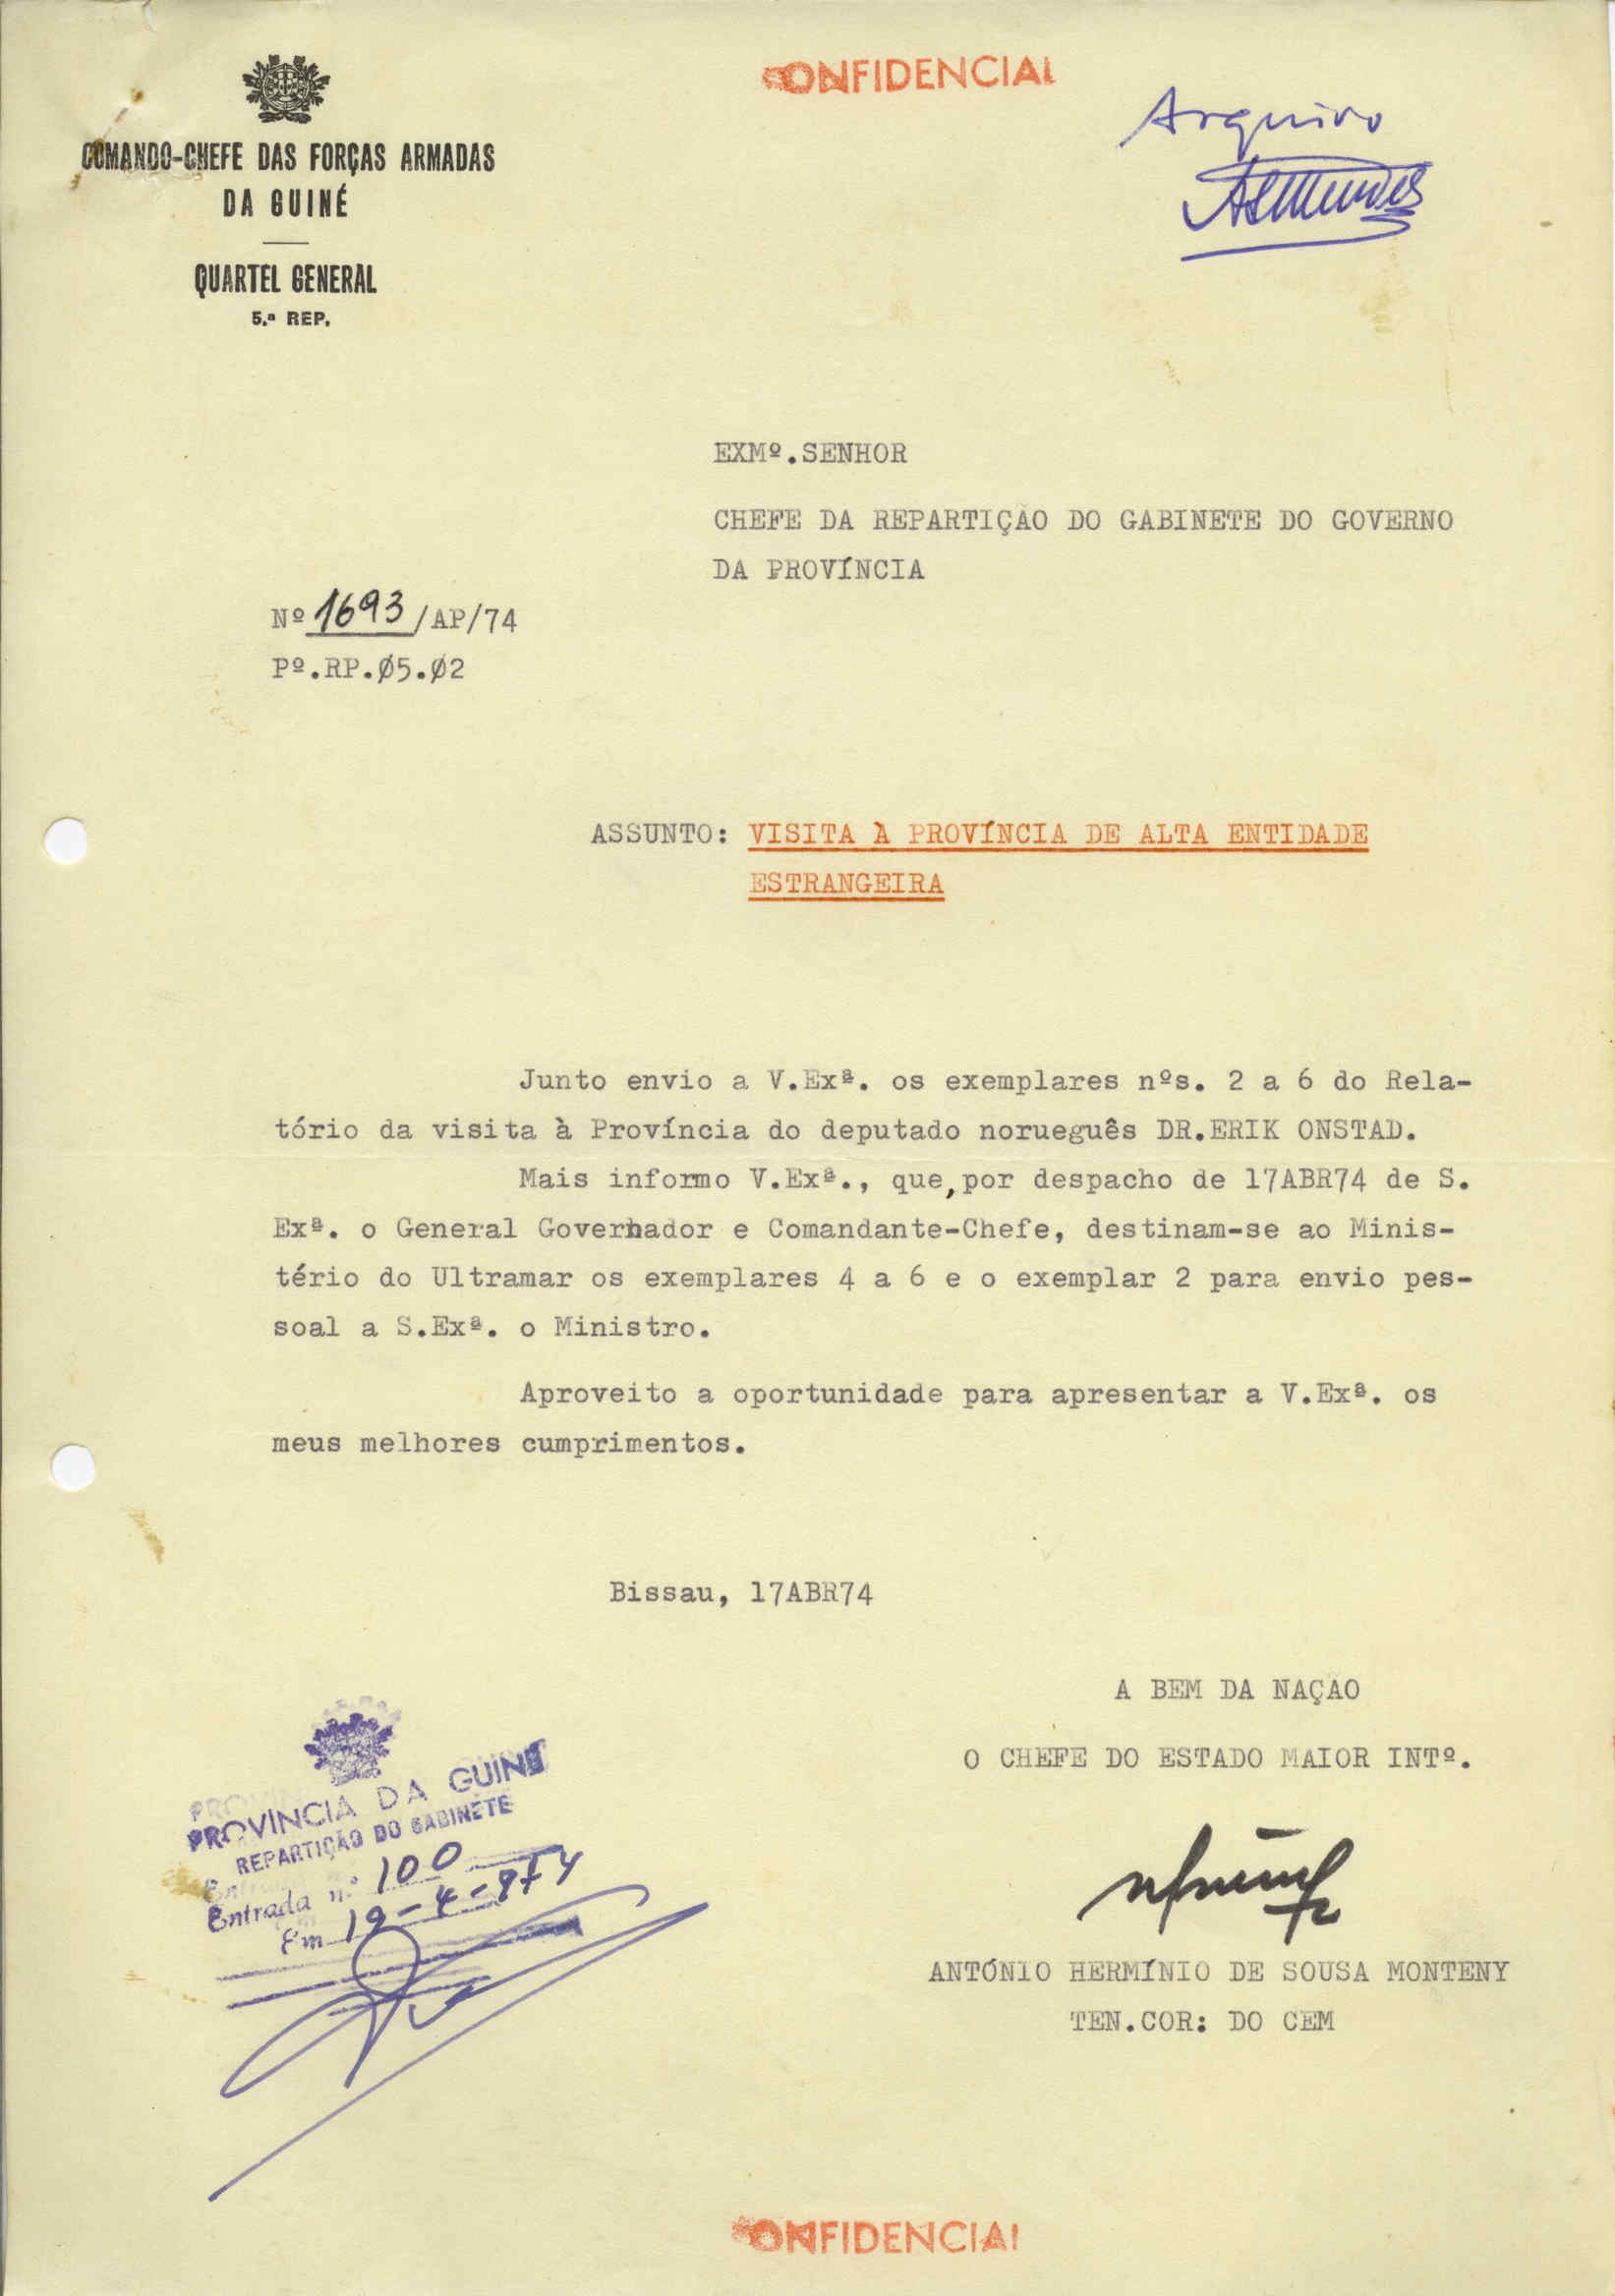 CONFIDENCIAL
Arquivo
COMANDO-CHEFE DAS FORÇAS ARMADAS
DA GUINÉ
QUARTEL GENERAL
5.ª REP.
EXMº.SENHOR
CHEFE DA REPARTIÇÃO DO GABINETE DO GOVERNO
DA PROVÍNCIA
Nº 1693/AP/74
Pº.RP.Ø5.Ø2
ASSUNTO: VISITA À PROVÍNCIA DE ALTA ENTIDADE
ESTRANGEIRA
Junto envio a V.Exª. os exemplares nºs. 2 a 6 do Rela-
tório da visita à Província do deputado norueguês DR.ERIK ONSTAD.
Mais informo V.Exª., que,por despacho de 17ABR74 de S.
Exª. o General Governador e Comandante-Chefe, destinam-se ao Minis-
tério do Ultramar os exemplares 4 a 6 e o exemplar 2 para envio pes-
soal a S.Exª. o Ministro.
Aproveito a oportunidade para apresentar a V.Exª. os
meus melhores cumprimentos.
Bissau, 17ABR74
A BEM DA NAÇÃO
O CHEFE DO ESTADO MAIOR INTº.
ANTÓNIO HERMÍNIO DE SOUSA MONTENY
TEN.COR: DO CEM
PROVINCIA DA GUINÉ
REPARTIÇÃO DO GABINETE
Entrada n.º 100
Em 19-4-974
CONFIDENCIAL